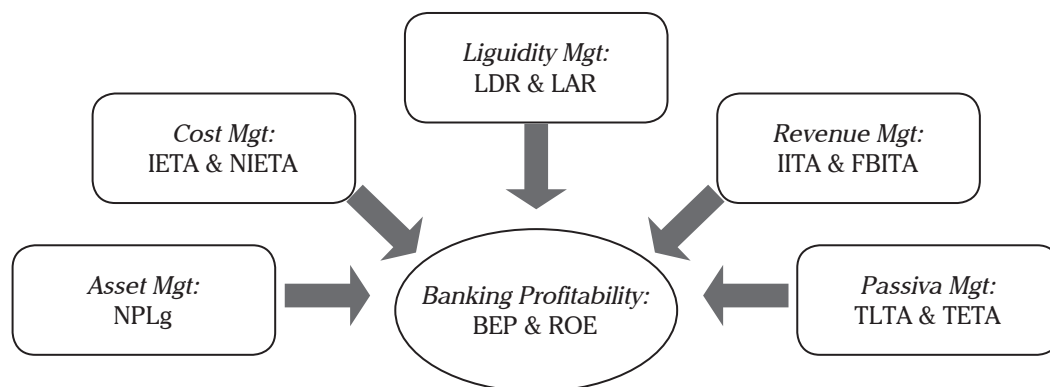 Liguidity Mgt:
LDR & LAR
Cost Mgt:
IETA & NIETA
Revenue Mgt:
IITA & FBITA
Asset Mgt:
NPLg
Banking Profitability:
BEP & ROE
Passiva Mgt:
TLTA & TETA